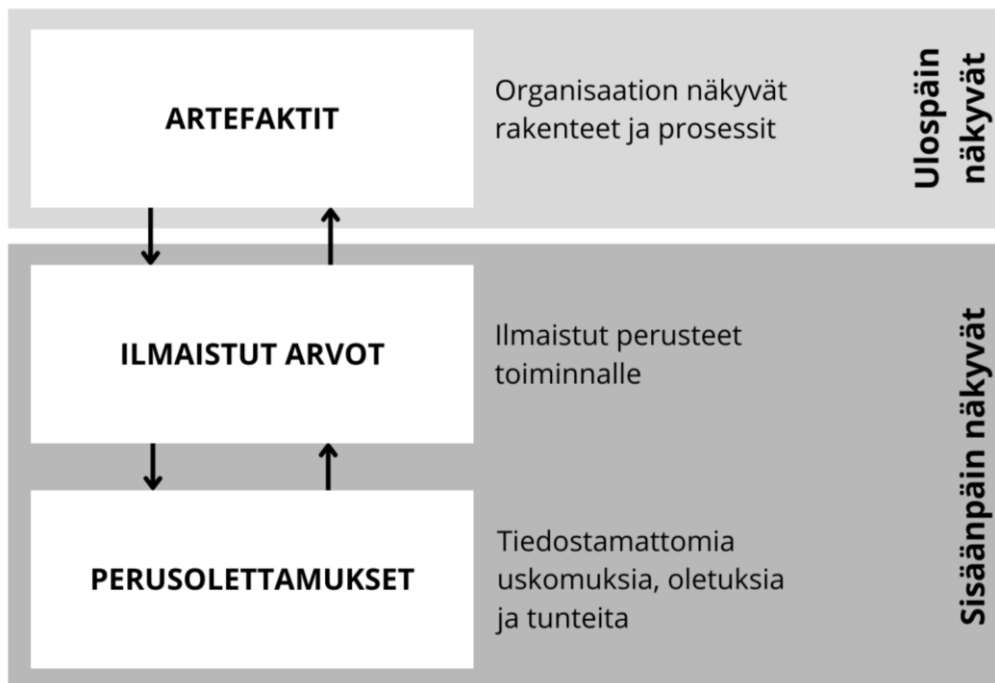 ARTEFAKTIT
Organisaation näkyvät
rakenteet ja prosessit
Ulospäin
näkyvät
ILMAISTUT ARVOT
Ilmaistut perusteet
toiminnalle
PERUSOLETTAMUKSET
Tiedostamattomia
uskomuksia, oletuksia
ja tunteita
Sisäänpäin näkyvät